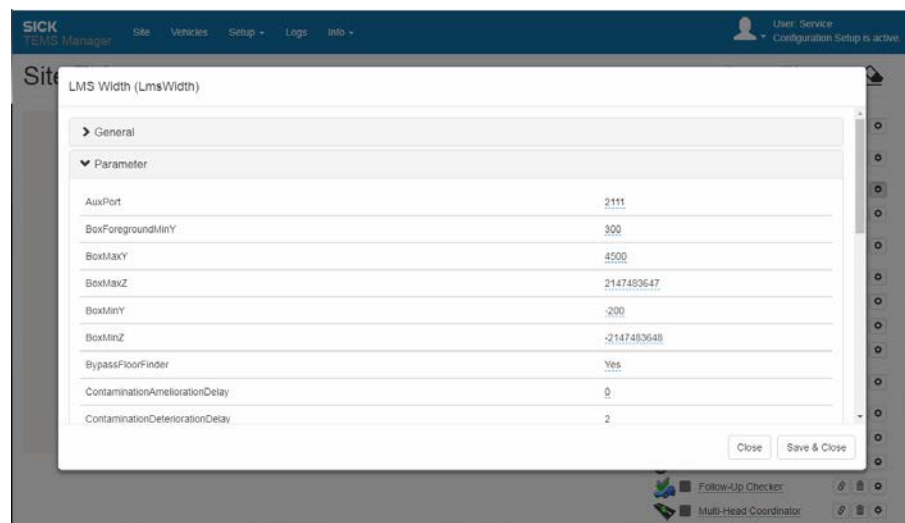 SICK
TEMS Manager
Site Vehicles Setup Logs Info
User: Service
Configuration Setup is active.
Site
LMS Width (LmsWidth)
General
Parameter
AuxPort 2111
BoxForegroundMinY 300
BoxMaxY 4500
BoxMaxZ 2147483647
BoxMinY -200
BoxMinZ -2147483648
BypassFloorFinder Yes
ContaminationAmeliorationDelay 0
ContaminationDeteriorationDelay 2
Close Save & Close
Follow-Up Checker
Multi-Head Coordinator